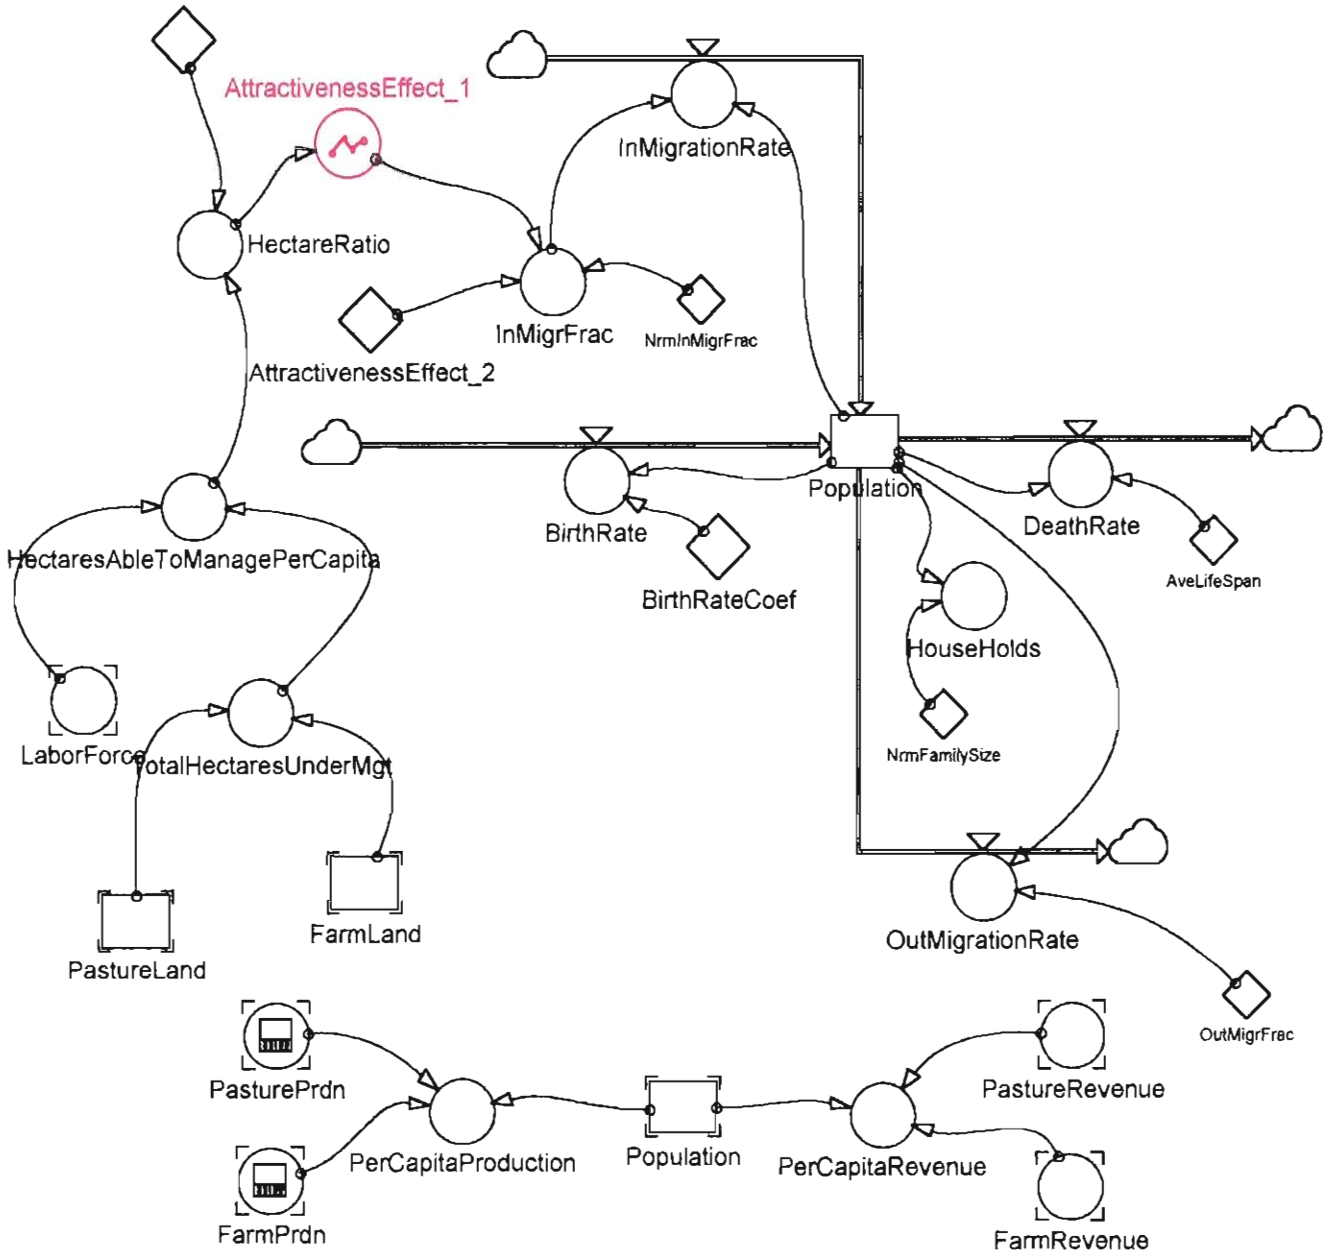 AttractivenessEffect_1
InMigrationRate
HectareRatio
InMigrFrac
NrmInMigrFrac
AttractivenessEffect_2
Population
BirthRate
DeathRate
HectaresAbleToManagePerCapita
BirthRateCoef
AveLifeSpan
HouseHolds
LaborForce
TotalHectaresUnderMgt
NrmFamilySize
FarmLand
OutMigrationRate
PastureLand
OutMigrFrac
PasturePrdn
PastureRevenue
PerCapitaProduction
Population
PerCapitaRevenue
FarmPrdn
FarmRevenue